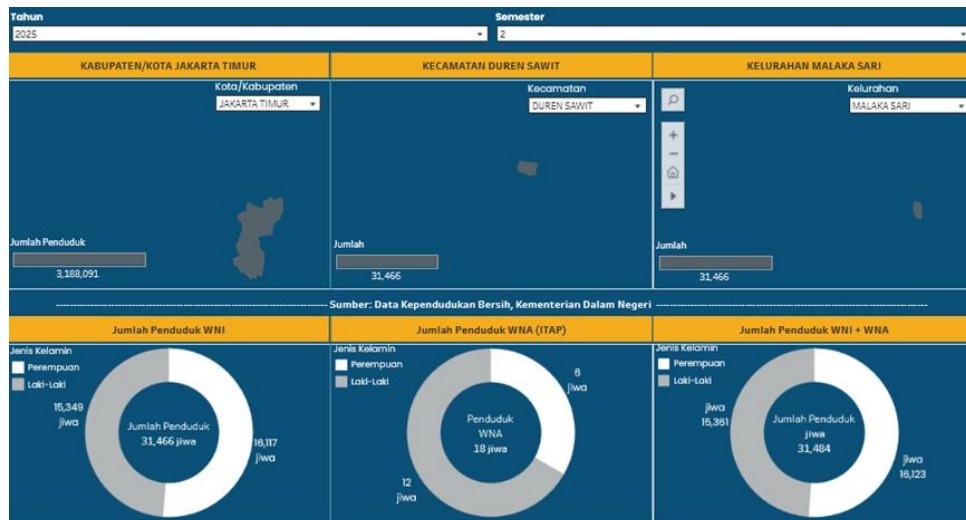 Tahun
2025
Semester
2
KABUPATEN/KOTA JAKARTA TIMUR
KECAMATAN DUREN SAWIT
KELURAHAN MALAKA SARI
Kota/Kabupaten
JAKARTA TIMUR
Kecamatan
DUREN SAWIT
Kelurahan
MALAKA SARI
Jumlah Penduduk
3,188,091
Jumlah
31,466
Jumlah
31,466
Sumber: Data Kependudukan Bersih, Kementerian Dalam Negeri
Jumlah Penduduk WNI
Jumlah Penduduk WNA (ITAP)
Jumlah Penduduk WNI + WNA
Jenis Kelamin
Perempuan
Laki-Laki
15,349
jiwa
Jumlah Penduduk
31,466 jiwa
16,117
jiwa
Jenis Kelamin
Perempuan
Laki-Laki
6
jiwa
Penduduk
WNA
18 jiwa
12
jiwa
Jenis Kelamin
Perempuan
Laki-Laki
jiwa
15,361
Jumlah Penduduk
jiwa
31,484
jiwa
16,123